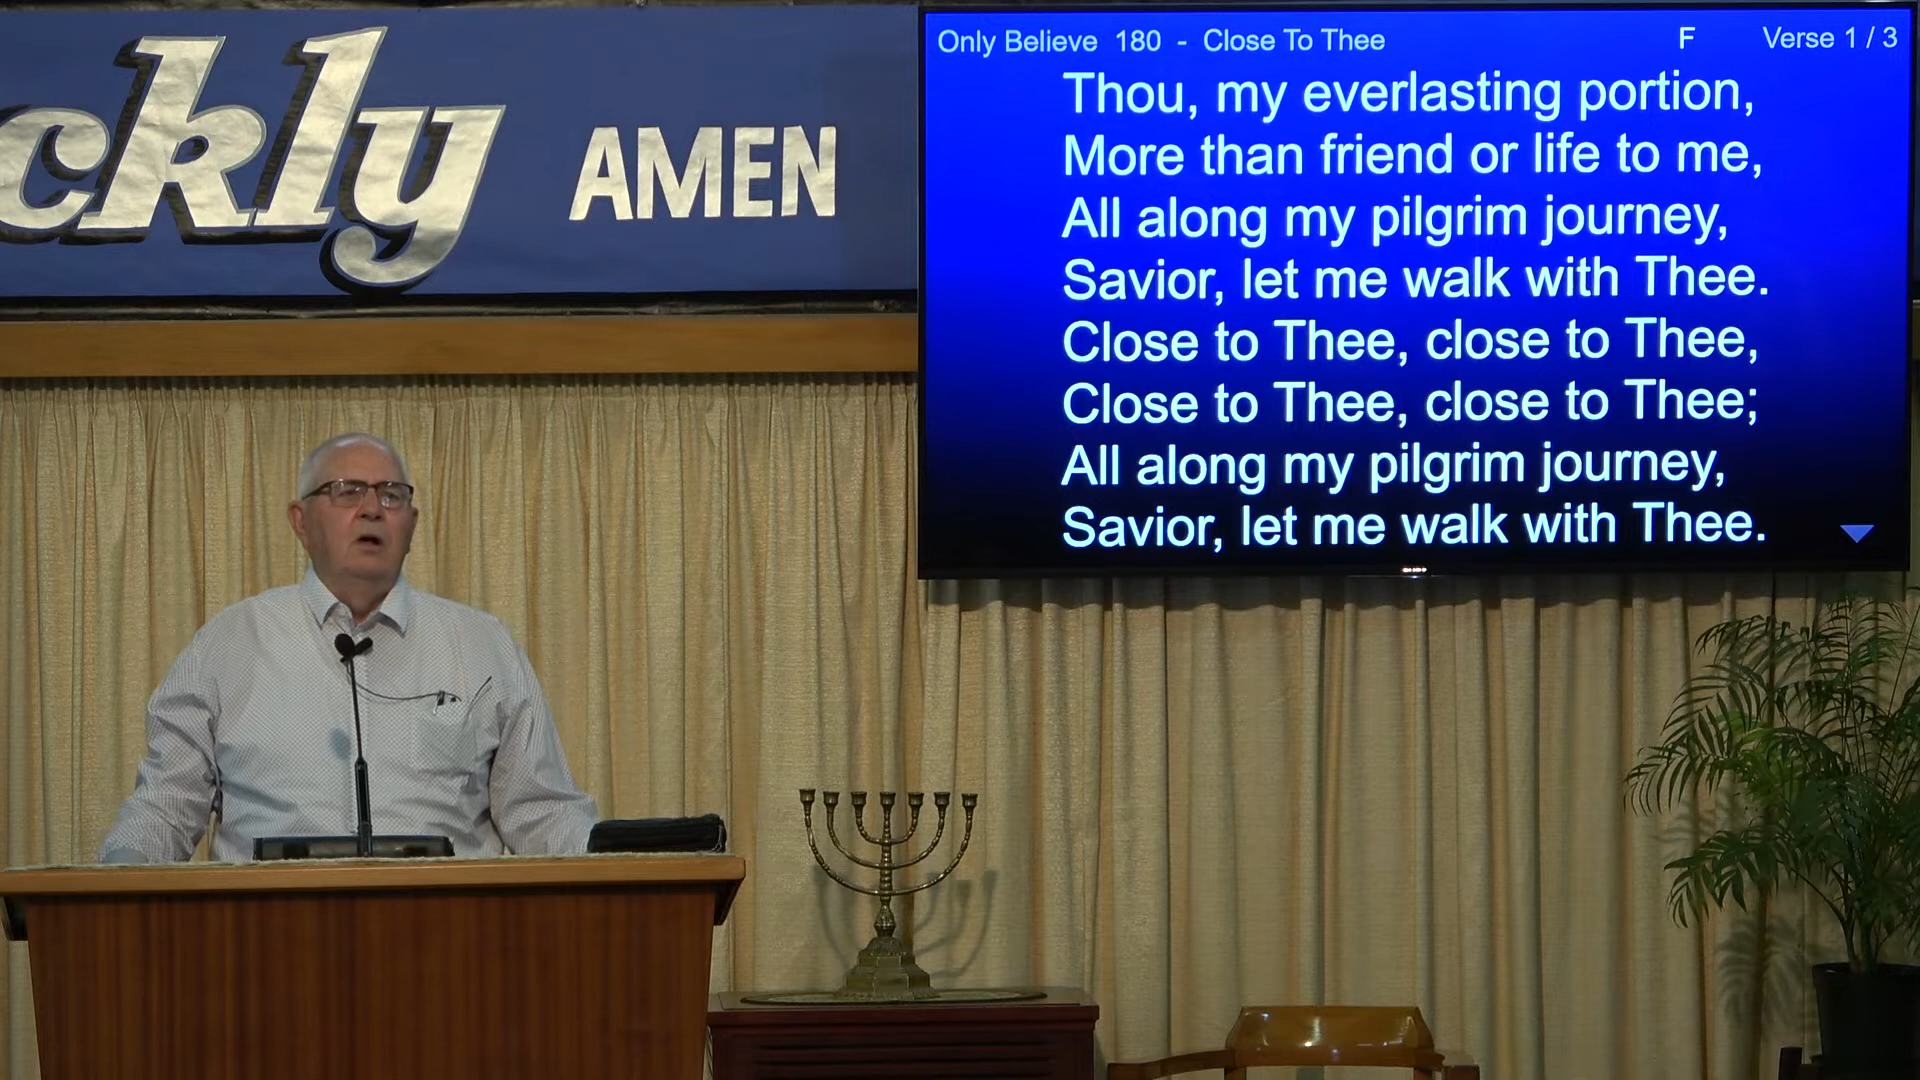 ckly AMEN
Only Believe 180 - Close To Thee F Verse 1 / 3
Thou, my everlasting portion,
More than friend or life to me,
All along my pilgrim journey,
Savior, let me walk with Thee.
Close to Thee, close to Thee,
Close to Thee, close to Thee;
All along my pilgrim journey,
Savior, let me walk with Thee.